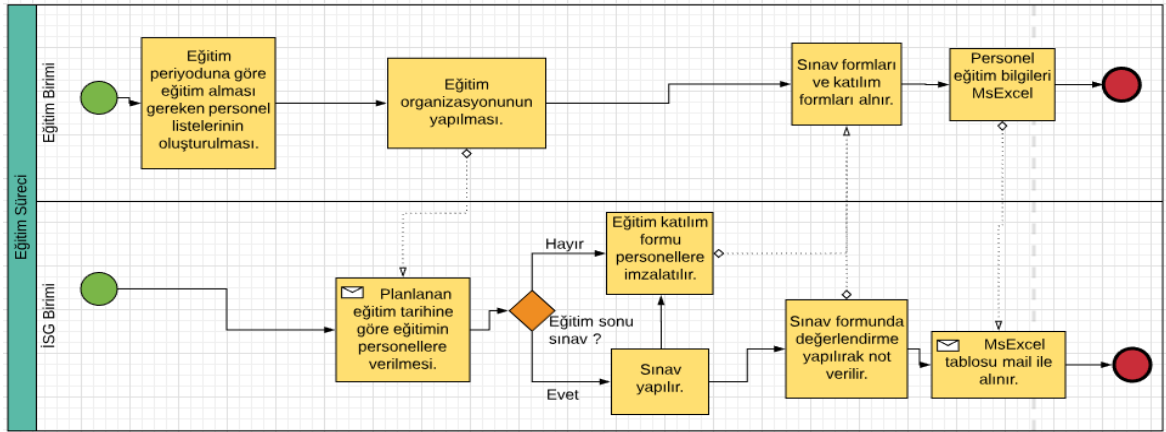 Eğitim Süreci
Eğitim Birimi
Eğitim
periyoduna göre
eğitim alması
gereken personel
listelerinin
oluşturulması.
Eğitim
organizasyonunun
yapılması.
Sınav formları
ve katılım
formları alnır.
Personel
eğitim bilgileri
MsExcel
İSG Birimi
Planlanan
eğitim tarihine
göre eğitimin
personellere
verilmesi.
Eğitim sonu
sınav ?
Hayır
Evet
Eğitim katılım
formu
personellere
imzalatılır.
Sınav
yapılır.
Sınav formunda
değerlendirme
yapılırak not
verilir.
MsExcel
tablosu mail ile
alınır.